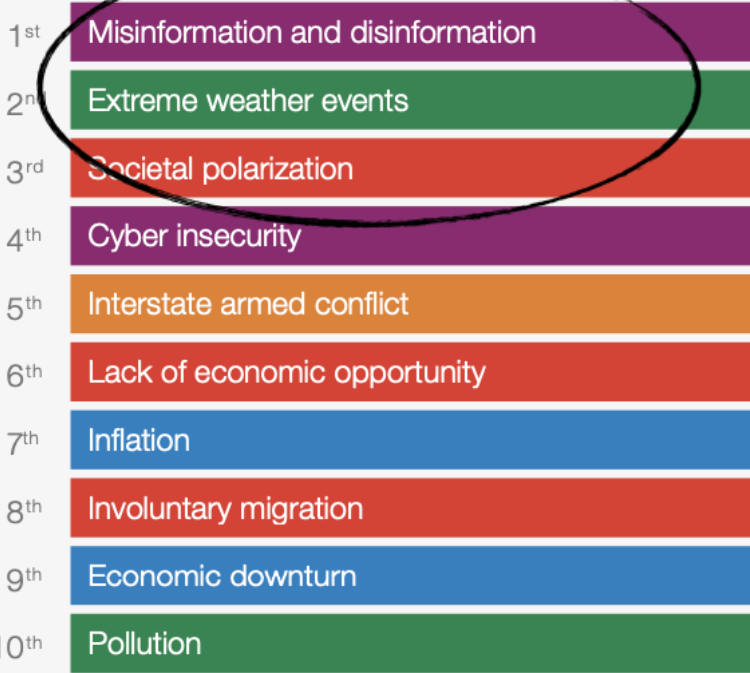 1st Misinformation and disinformation
2nd Extreme weather events
3rd Societal polarization
4th Cyber insecurity
5th Interstate armed conflict
6th Lack of economic opportunity
7th Inflation
8th Involuntary migration
9th Economic downturn
10th Pollution